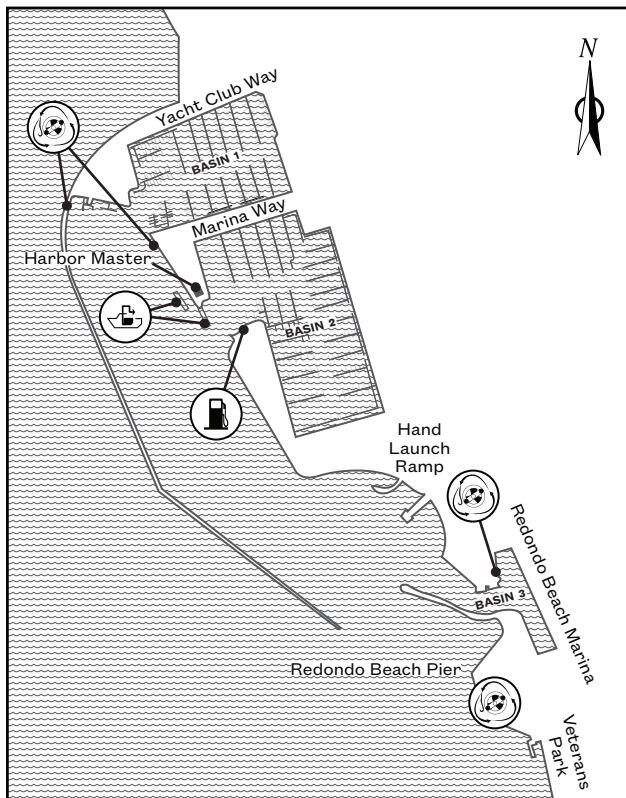 N
Yacht Club Way
BASIN 1
Marina Way
Harbor Master
BASIN 2
Hand
Launch
Ramp
Redondo Beach Marina
BASIN 3
Redondo Beach Pier
Veterans
Park